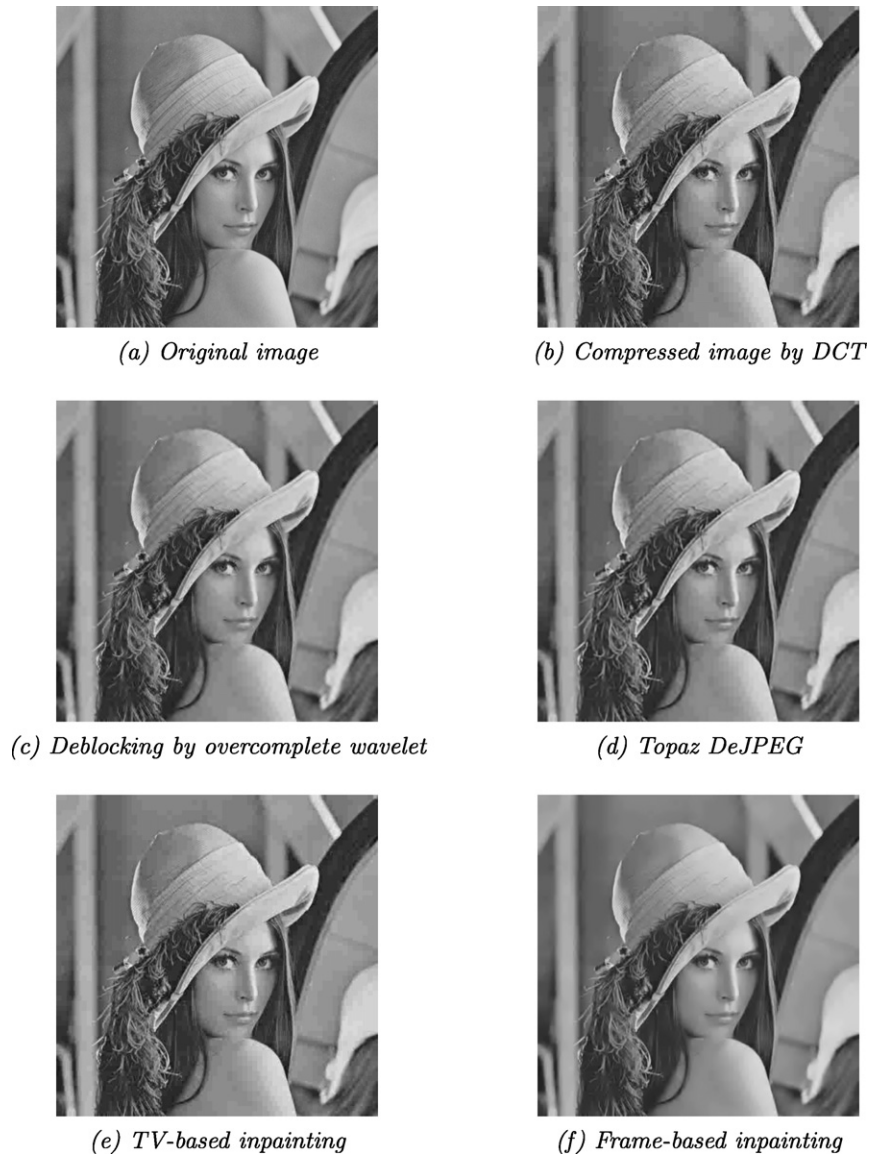 (a) Original image
(b) Compressed image by DCT
(c) Deblocking by overcomplete wavelet
(d) Topaz DeJPEG
(e) TV-based inpainting
(f) Frame-based inpainting